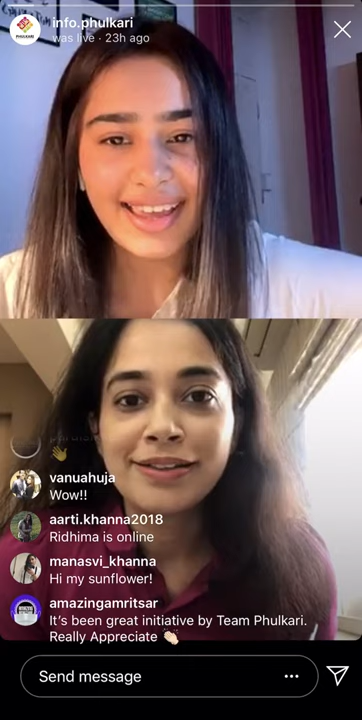 info.phulkari
was live · 23h ago
PHULKARI
vanuahuja
Wow!!
aarti.khanna2018
Ridhima is online
manasvi_khanna
Hi my sunflower!
amazingamritsar
It’s been great initiative by Team Phulkari.
Really Appreciate 👏🏻
Send message